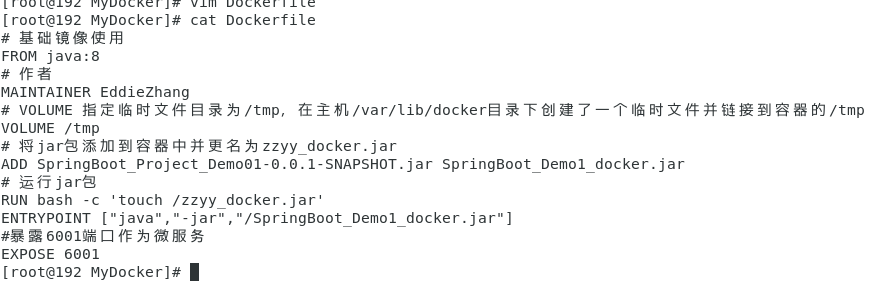 [root@192 MyDocker]# vim Dockerfile
[root@192 MyDocker]# cat Dockerfile
# 基础镜像使用
FROM java:8
# 作者
MAINTAINER EddieZhang
# VOLUME 指定临时文件目录为/tmp, 在主机/var/lib/docker目录下创建了一个临时文件并链接到容器的/tmp
VOLUME /tmp
# 将jar包添加到容器中并更名为zzyy_docker.jar
ADD SpringBoot_Project_Demo01-0.0.1-SNAPSHOT.jar SpringBoot_Demo1_docker.jar
# 运行jar包
RUN bash -c 'touch /zzyy_docker.jar'
ENTRYPOINT ["java","-jar","/SpringBoot_Demo1_docker.jar"]
#暴露6001端口作为微服务
EXPOSE 6001
[root@192 MyDocker]#